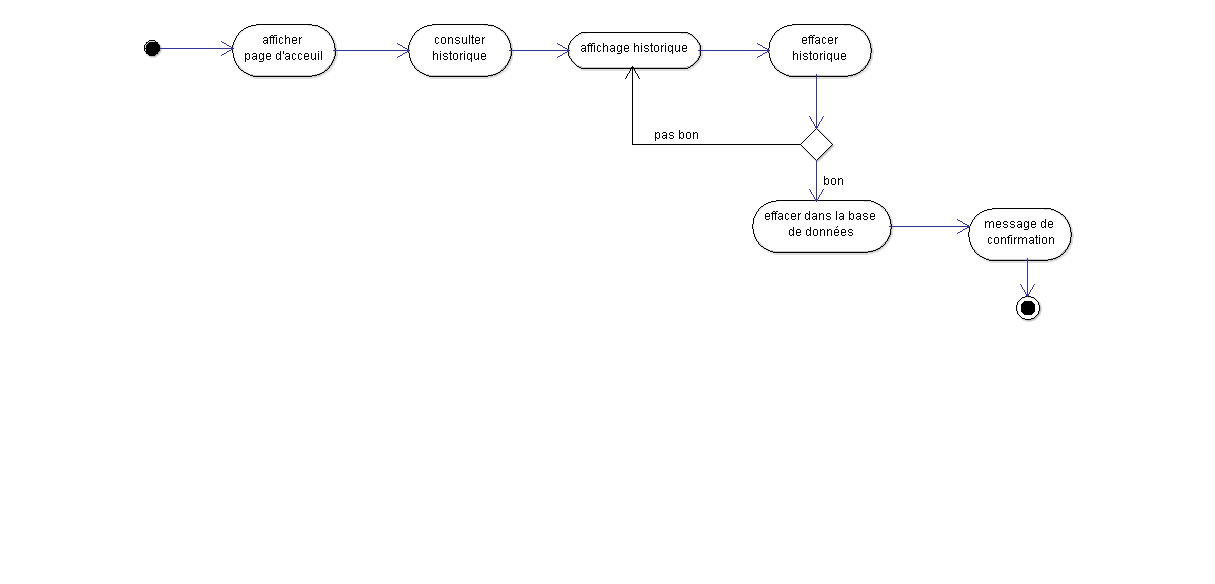 afficher
page d'acceuil
consulter
historique
affichage historique
effacer
historique
pas bon
bon
effacer dans la base
de données
message de
confirmation